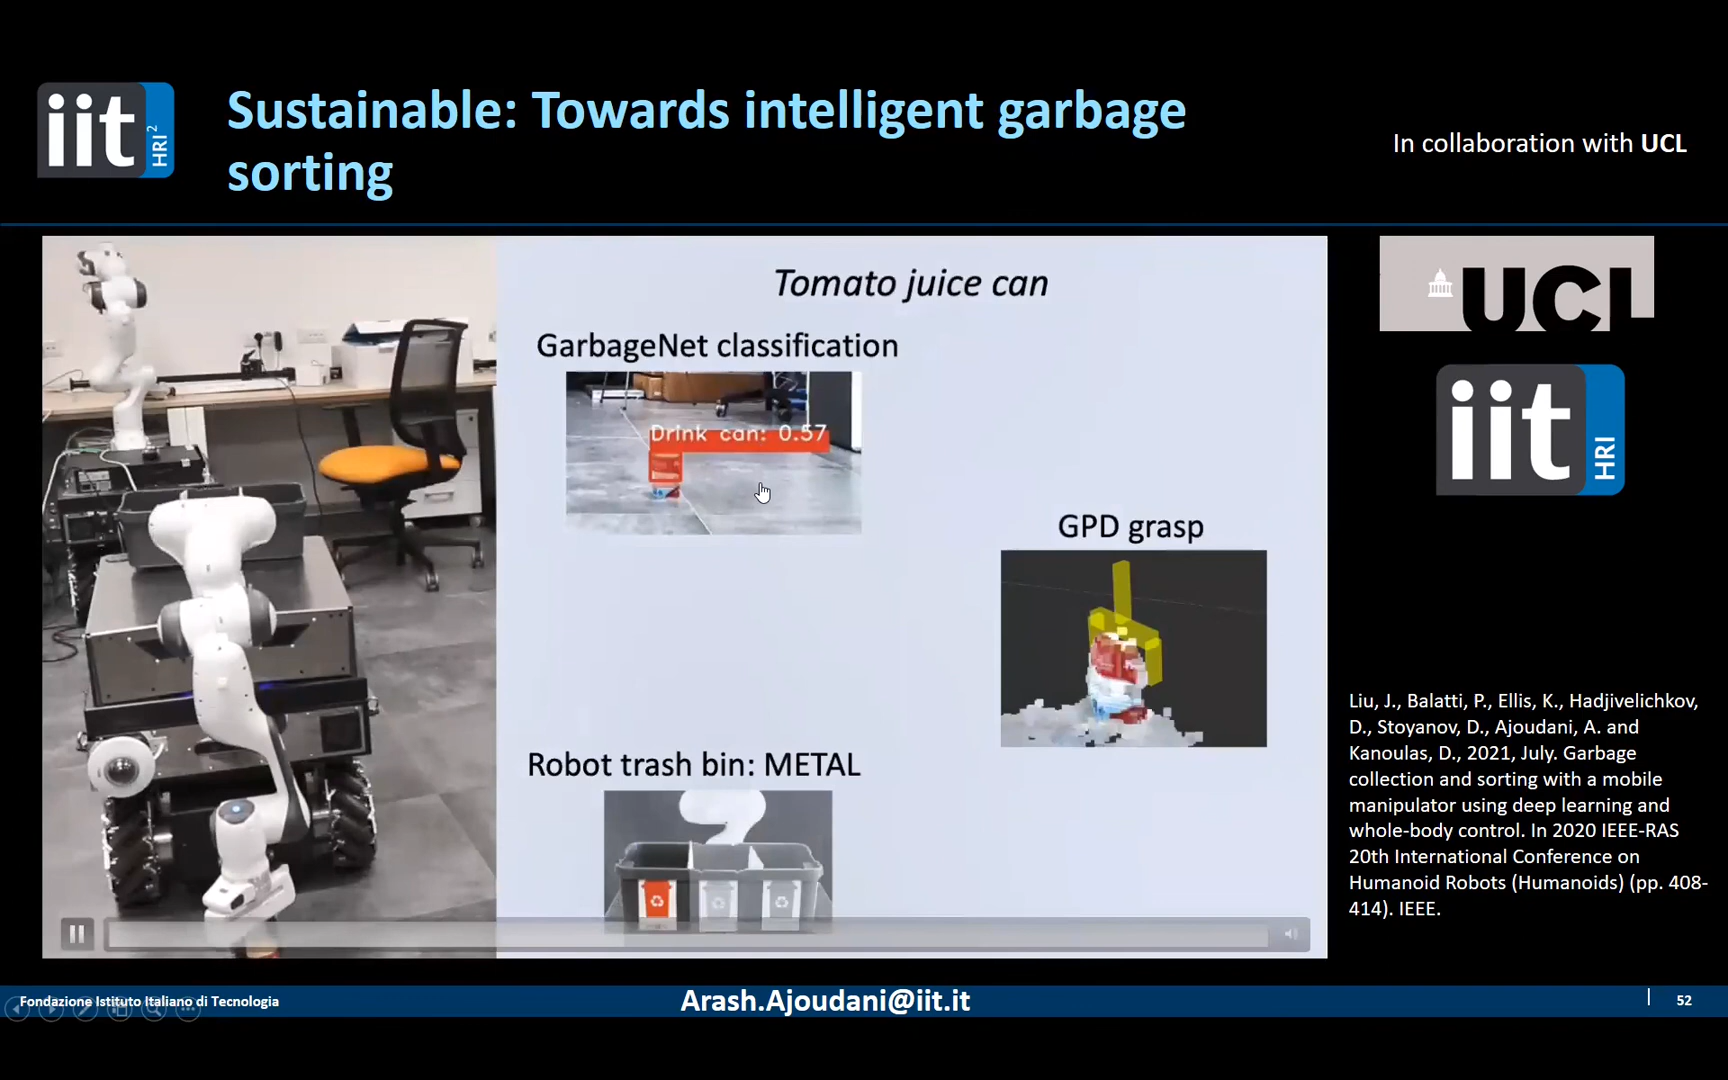 iit
HRI²
Sustainable: Towards intelligent garbage
sorting
In collaboration with UCL
Tomato juice can
GarbageNet classification
Drink can: 0.57
GPD grasp
Robot trash bin: METAL
UCL
iit
HRI
Liu, J., Balatti, P., Ellis, K., Hadjivelichkov,
D., Stoyanov, D., Ajoudani, A. and
Kanoulas, D., 2021, July. Garbage
collection and sorting with a mobile
manipulator using deep learning and
whole-body control. In 2020 IEEE-RAS
20th International Conference on
Humanoid Robots (Humanoids) (pp. 408-
414). IEEE.
Fondazione Istituto Italiano di Tecnologia
Arash.Ajoudani@iit.it
52